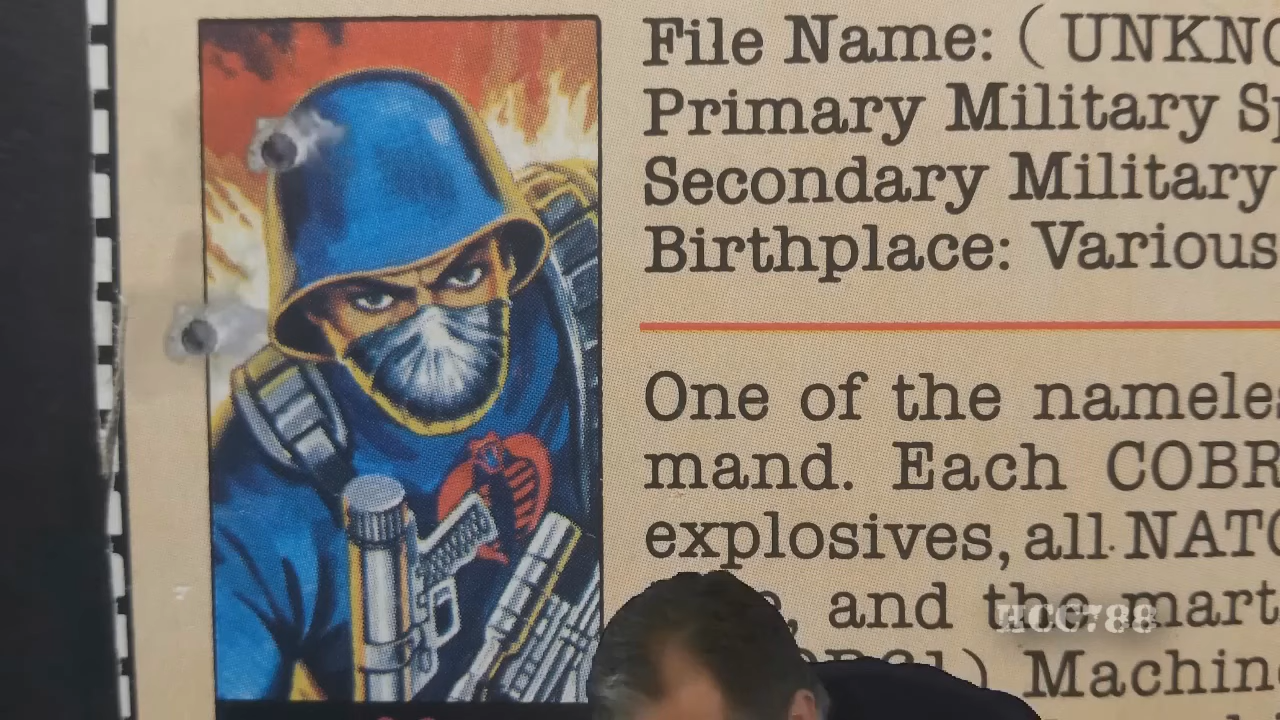 File Name: ( UNKNO
Primary Military Sp
Secondary Military
Birthplace: Various
One of the nameles
mand. Each COBR
explosives, all NATO
and the mart
HCC788
Machin